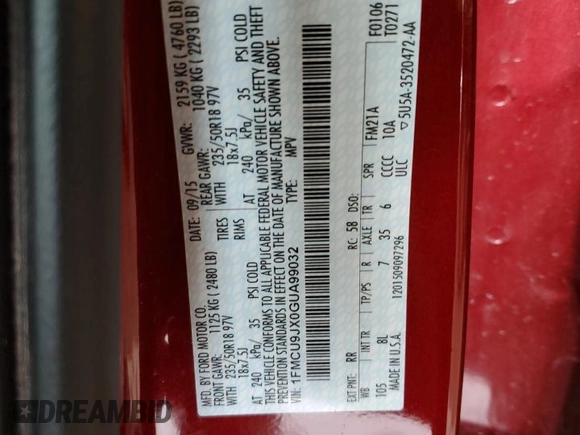 MFD. BY FORD MOTOR CO.
DATE: 09/15 GVWR: 2159 KG ( 4760 LB)
FRONT GAWR: 1125 KG ( 2480 LB) REAR GAWR: 1040 KG ( 2293 LB)
WITH 235/50R18 97V TIRES WITH 235/50R18 97V
18x7.5J RIMS 18x7.5J
AT 240 kPa/ 35 PSI COLD AT 240 kPa/ 35 PSI COLD
THIS VEHICLE CONFORMS TO ALL APPLICABLE FEDERAL MOTOR VEHICLE SAFETY AND THEFT
PREVENTION STANDARDS IN EFFECT ON THE DATE OF MANUFACTURE SHOWN ABOVE.
VIN: 1FMCU9JX0GUA99032 TYPE: MPV
F0106
T0271
EXT PNT: RR RC: 58 DSO: FM21A
WB INT TR TP/PS R AXLE TR SPR 10A
105 8L 7 35 6 CCCC ULC
MADE IN U.S.A. 1201509097296 ▽5U5A-3520472-AA
DREAMBID